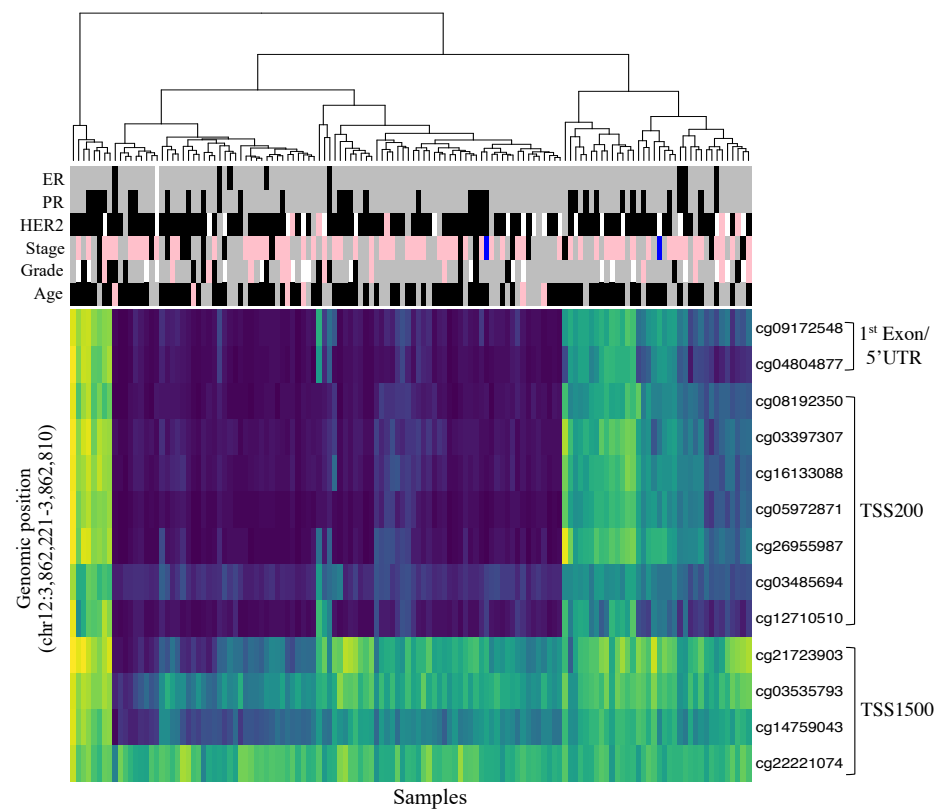 ER
PR
HER2
Stage
Grade
Age
cg09172548
cg04804877
1st Exon/
5’UTR
cg08192350
cg03397307
cg16133088
cg05972871
cg26955987
cg03485694
cg12710510
TSS200
cg21723903
cg03535793
cg14759043
cg22221074
TSS1500
Genomic position
(chr12:3,862,221-3,862,810)
Samples